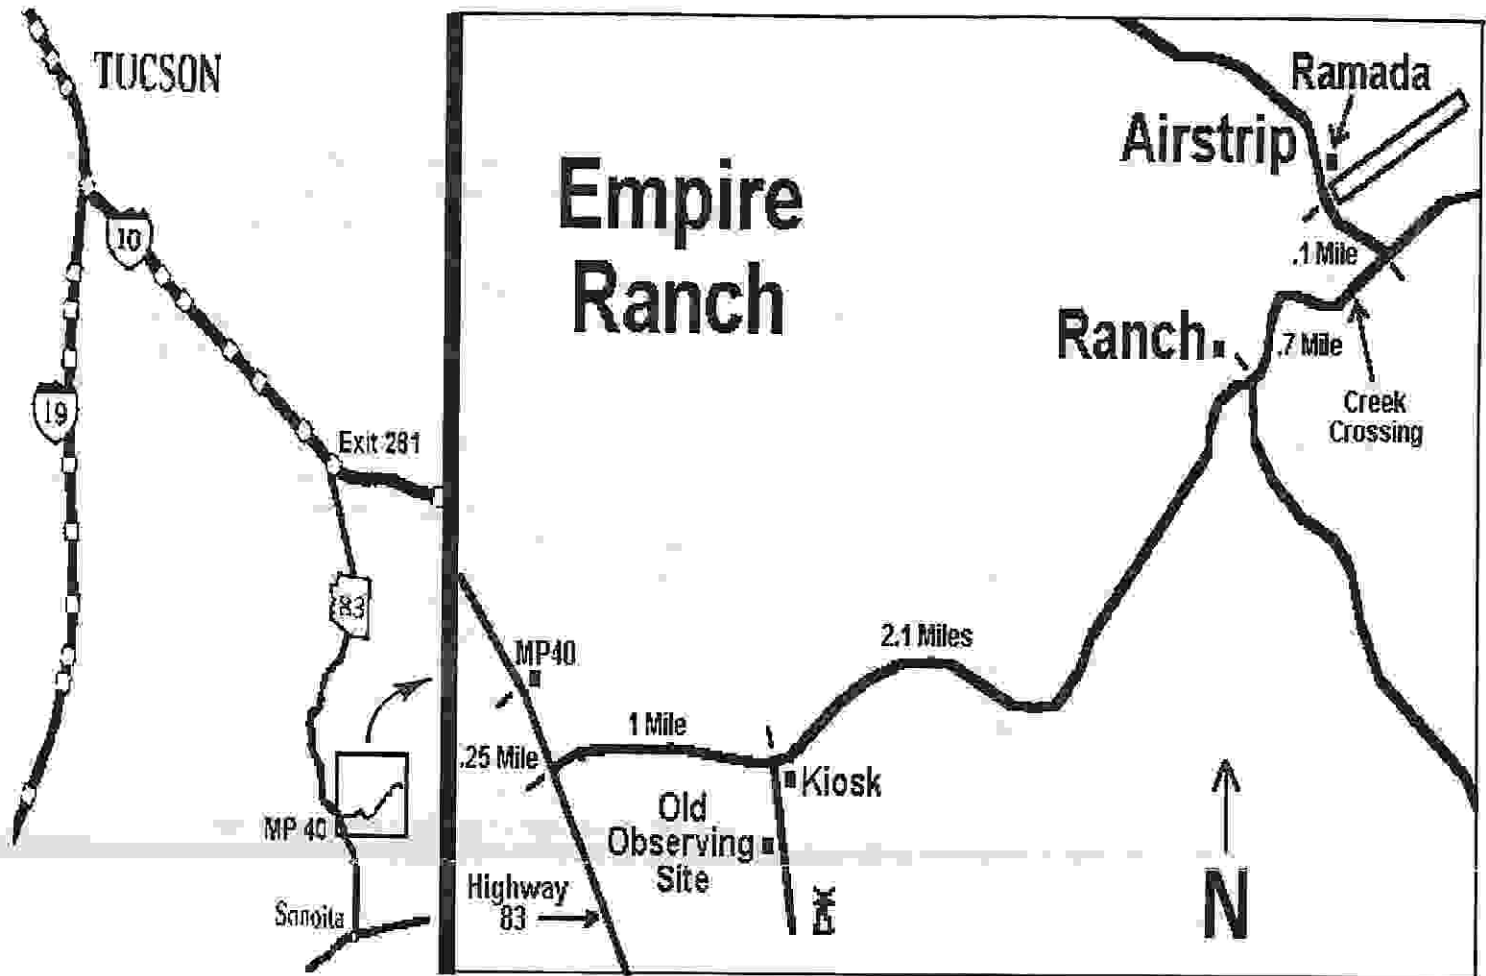 TUCSON
10
19
Exit 281
83
MP 40
Sonoita
Empire
Ranch
Ramada
Airstrip
.1 Mile
Ranch
.7 Mile
Creek
Crossing
MP40
2.1 Miles
1 Mile
.25 Mile
Kiosk
Old
Observing
Site
Highway
83
N